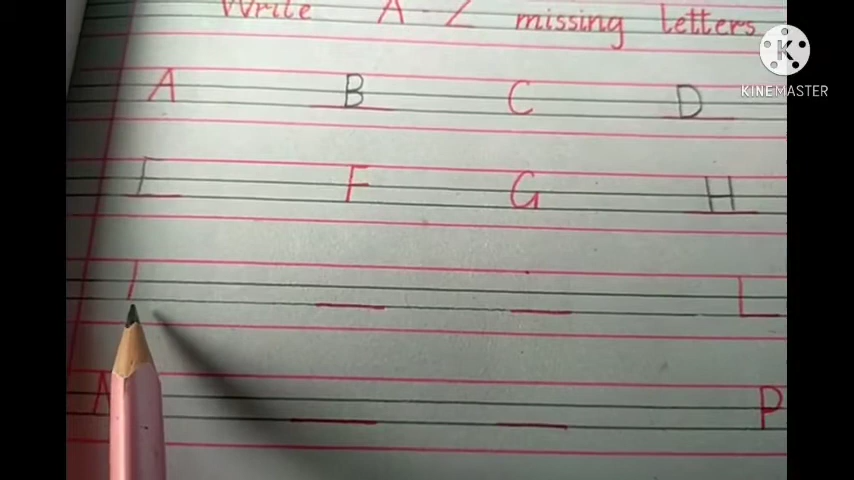 Write A-Z missing letters
K
KINEMASTER
A B C D
F G H
I L
P